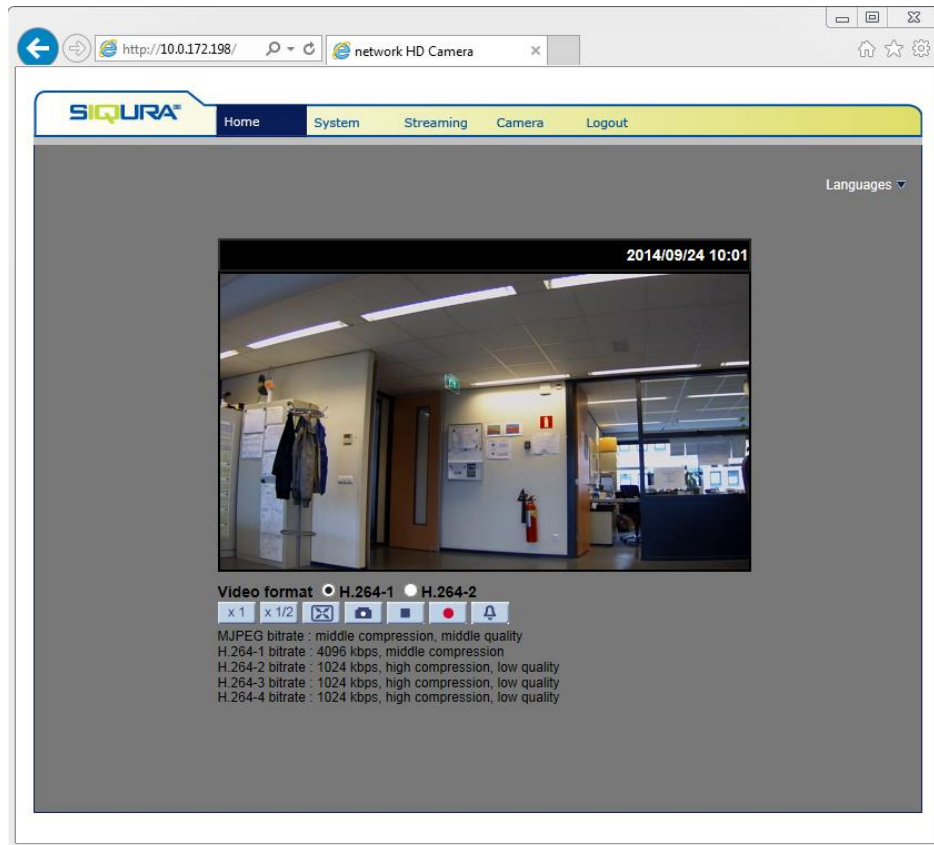 http://10.0.172.198/
network HD Camera
SIQURA®
Home System Streaming Camera Logout
Languages
2014/09/24 10:01
Video format H.264-1 H.264-2
x 1 x 1/2
MJPEG bitrate : middle compression, middle quality
H.264-1 bitrate : 4096 kbps, middle compression
H.264-2 bitrate : 1024 kbps, high compression, low quality
H.264-3 bitrate : 1024 kbps, high compression, low quality
H.264-4 bitrate : 1024 kbps, high compression, low quality